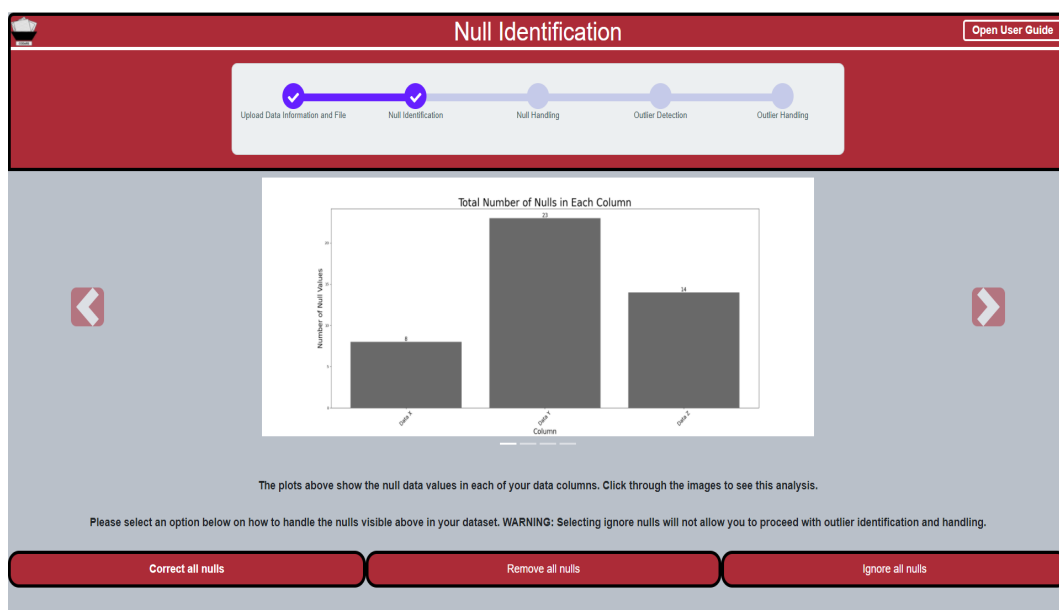 Null Identification
Open User Guide
Upload Data Information and File
Null Identification
Null Handling
Outlier Detection
Outlier Handling
Total Number of Nulls in Each Column
23
20
15
14
10
8
5
0
Number of Null Values
Data X
Data Y
Data Z
Column
The plots above show the null data values in each of your data columns. Click through the images to see this analysis.
Please select an option below on how to handle the nulls visible above in your dataset. WARNING: Selecting ignore nulls will not allow you to proceed with outlier identification and handling.
Correct all nulls
Remove all nulls
Ignore all nulls